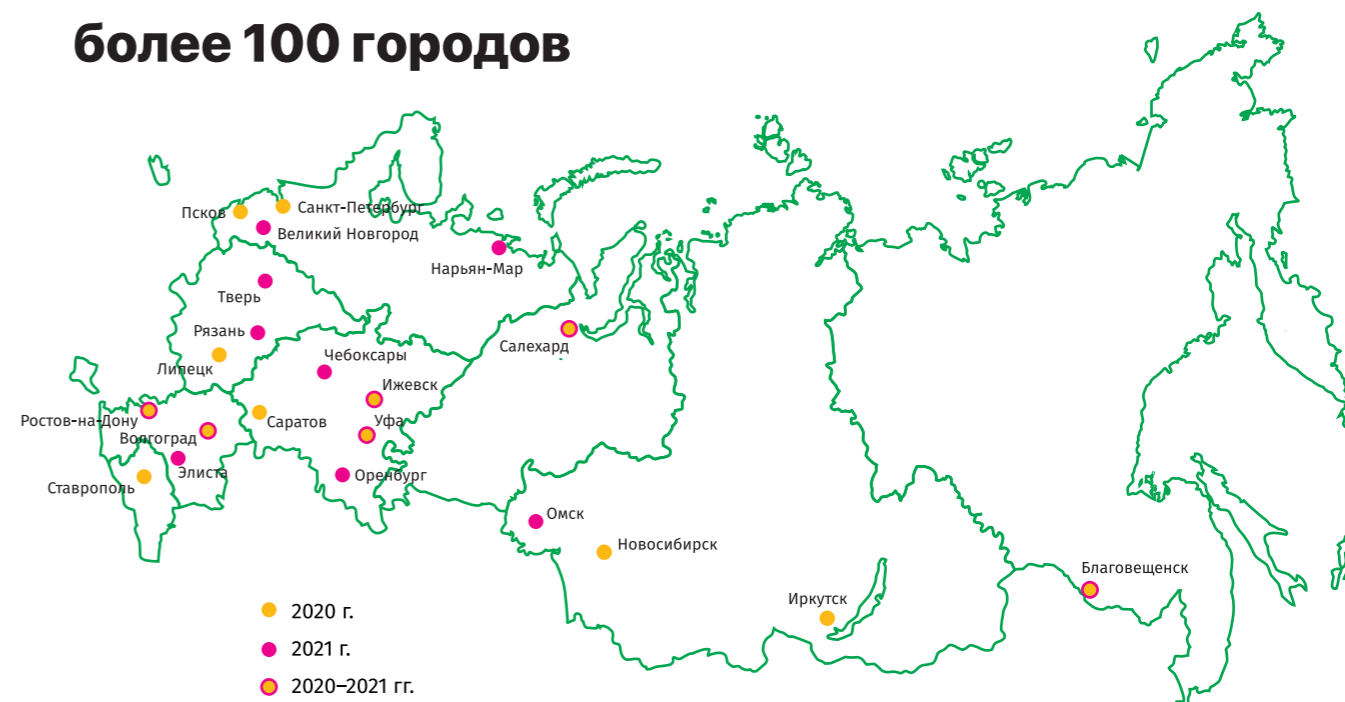 более 100 городов
Псков
Санкт-Петербург
Великий Новгород
Нарьян-Мар
Тверь
Рязань
Салехард
Чебоксары
Липецк
Ижевск
Ростов-на-Дону
Саратов
Уфа
Волгоград
Элиста
Оренбург
Ставрополь
Омск
Новосибирск
Благовещенск
Иркутск
2020 г.
2021 г.
2020–2021 гг.